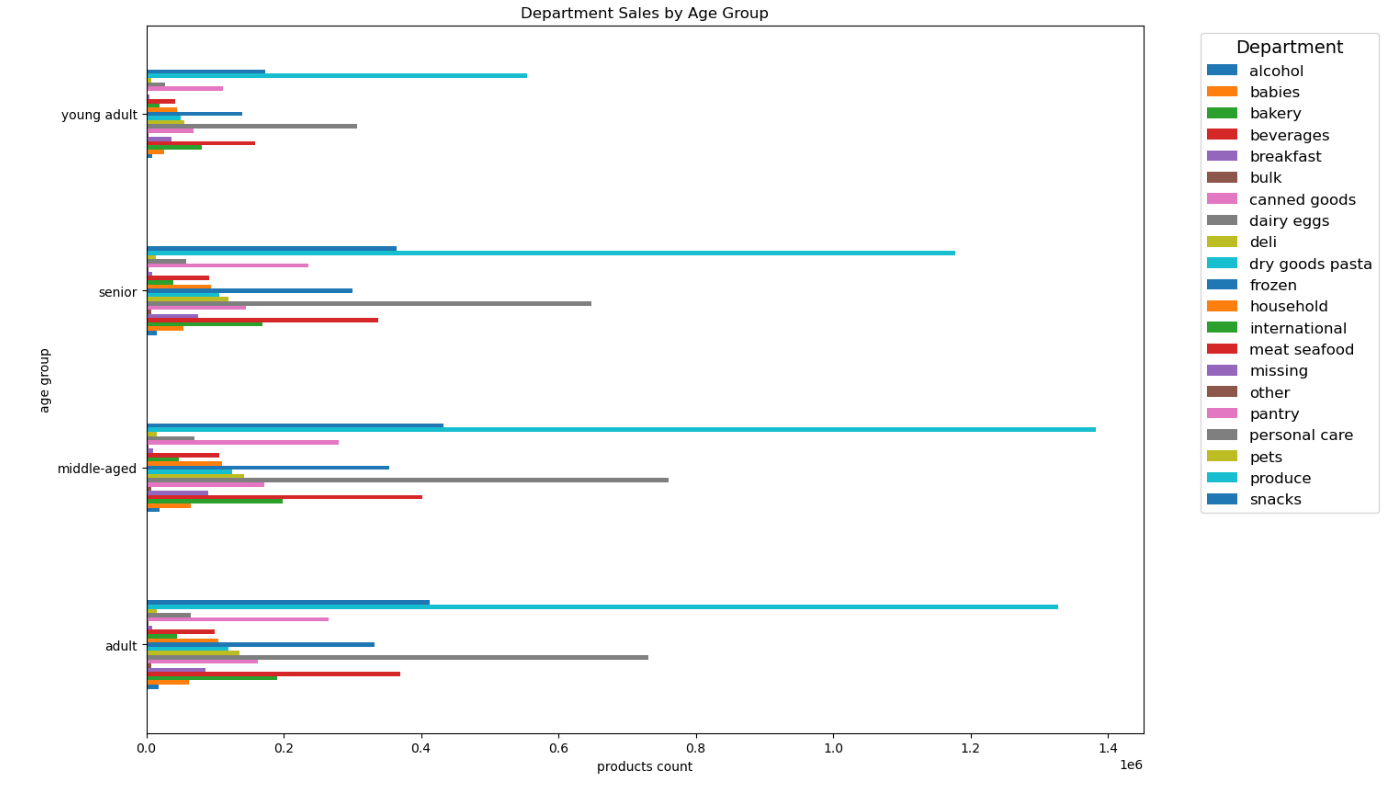 Department Sales by Age Group
young adult
senior
middle-aged
adult
age group
0.0 0.2 0.4 0.6 0.8 1.0 1.2 1.4
1e6
products count
Department
alcohol
babies
bakery
beverages
breakfast
bulk
canned goods
dairy eggs
deli
dry goods pasta
frozen
household
international
meat seafood
missing
other
pantry
personal care
pets
produce
snacks